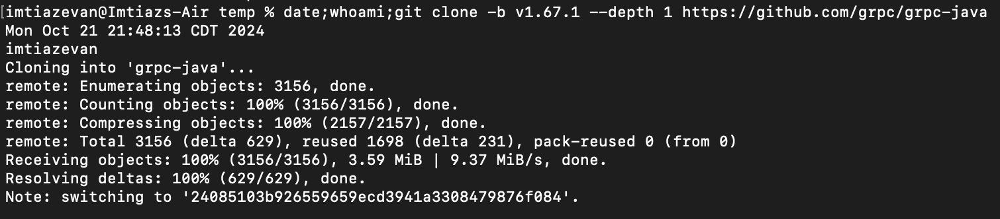 [imtiazevan@Imtiazs-Air temp % date;whoami;git clone -b v1.67.1 --depth 1 https://github.com/grpc/grpc-java
Mon Oct 21 21:48:13 CDT 2024
imtiazevan
Cloning into 'grpc-java'...
remote: Enumerating objects: 3156, done.
remote: Counting objects: 100% (3156/3156), done.
remote: Compressing objects: 100% (2157/2157), done.
remote: Total 3156 (delta 629), reused 1698 (delta 231), pack-reused 0 (from 0)
Receiving objects: 100% (3156/3156), 3.59 MiB | 9.37 MiB/s, done.
Resolving deltas: 100% (629/629), done.
Note: switching to '24085103b926559659ecd3941a3308479876f084'.